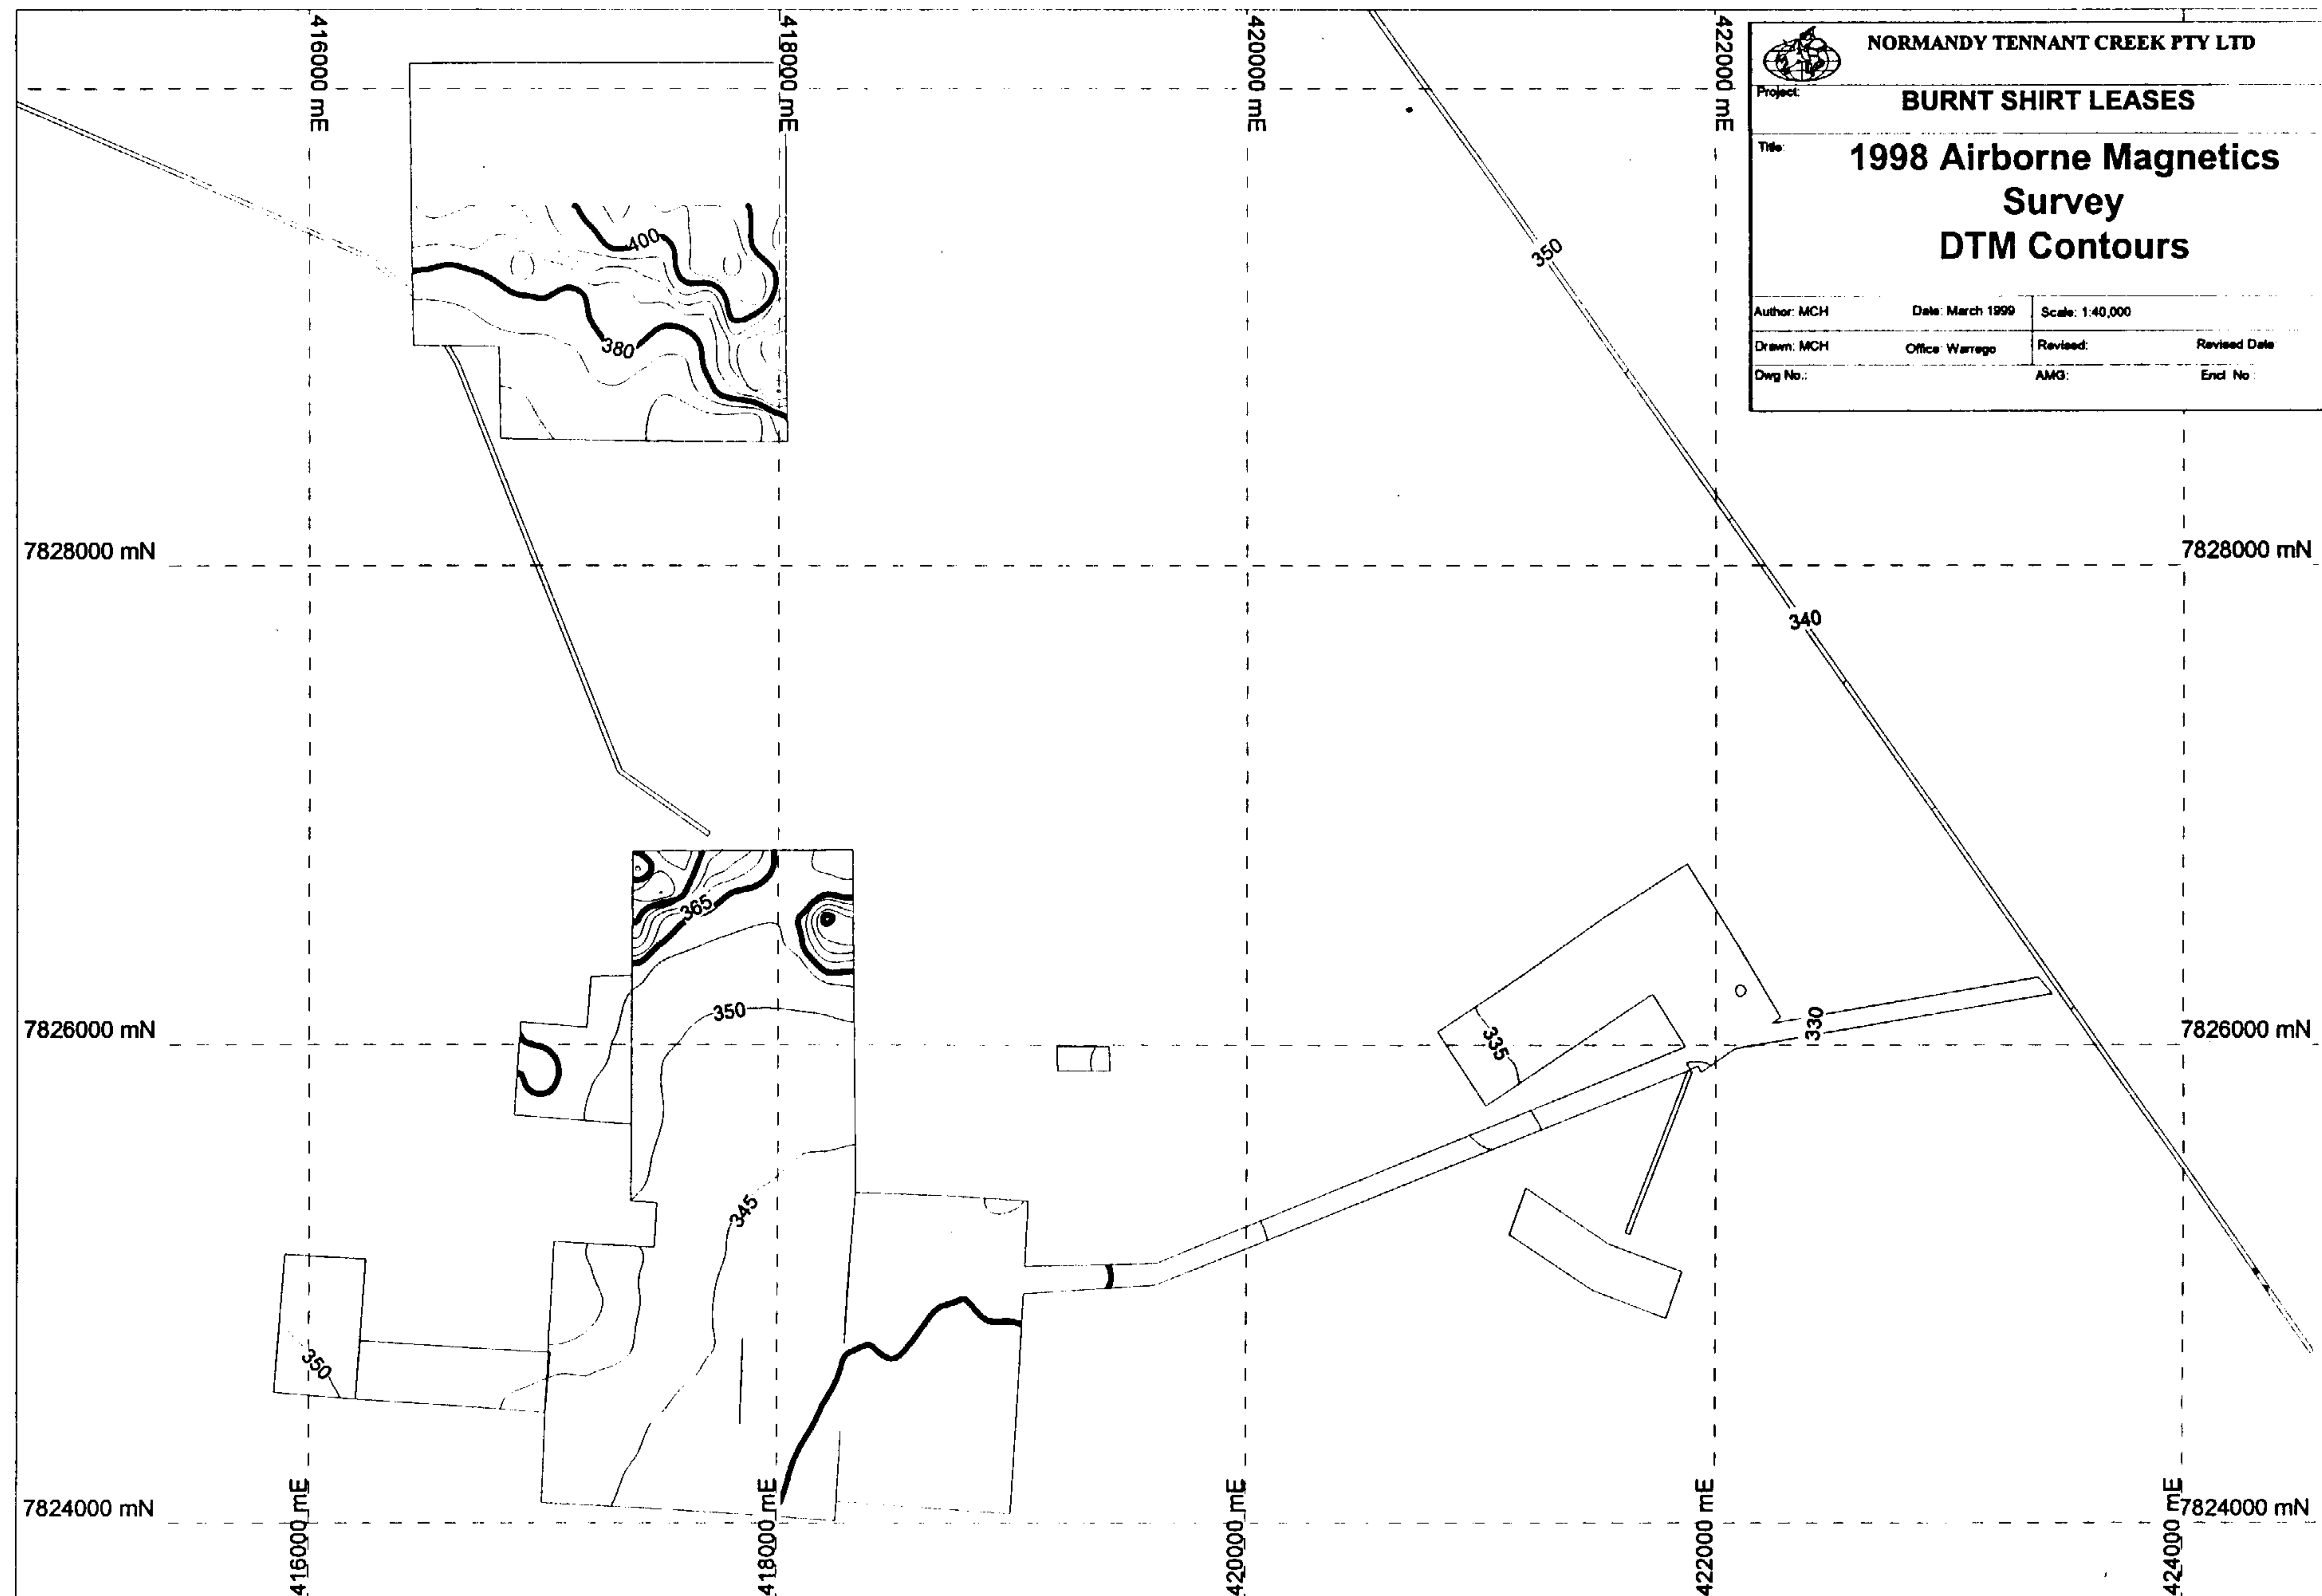 416000 mE
418000 mE
420000 mE
422000 mE
NORMANDY TENNANT CREEK PTY LTD
Project:
BURNT SHIRT LEASES
Title:
1998 Airborne Magnetics
Survey
DTM Contours
Author: MCH
Date: March 1999
Scale: 1:40,000
Drawn: MCH
Office: Warrego
Revised:
Revised Date
Dwg No.:
AMG:
Encl No :
400
350
380
7828000 mN
7828000 mN
340
365
350
7826000 mN
335
330
7826000 mN
345
350
7824000 mN
7824000 mN
416000 mE
418000 mE
420000 mE
422000 mE
424000 mE